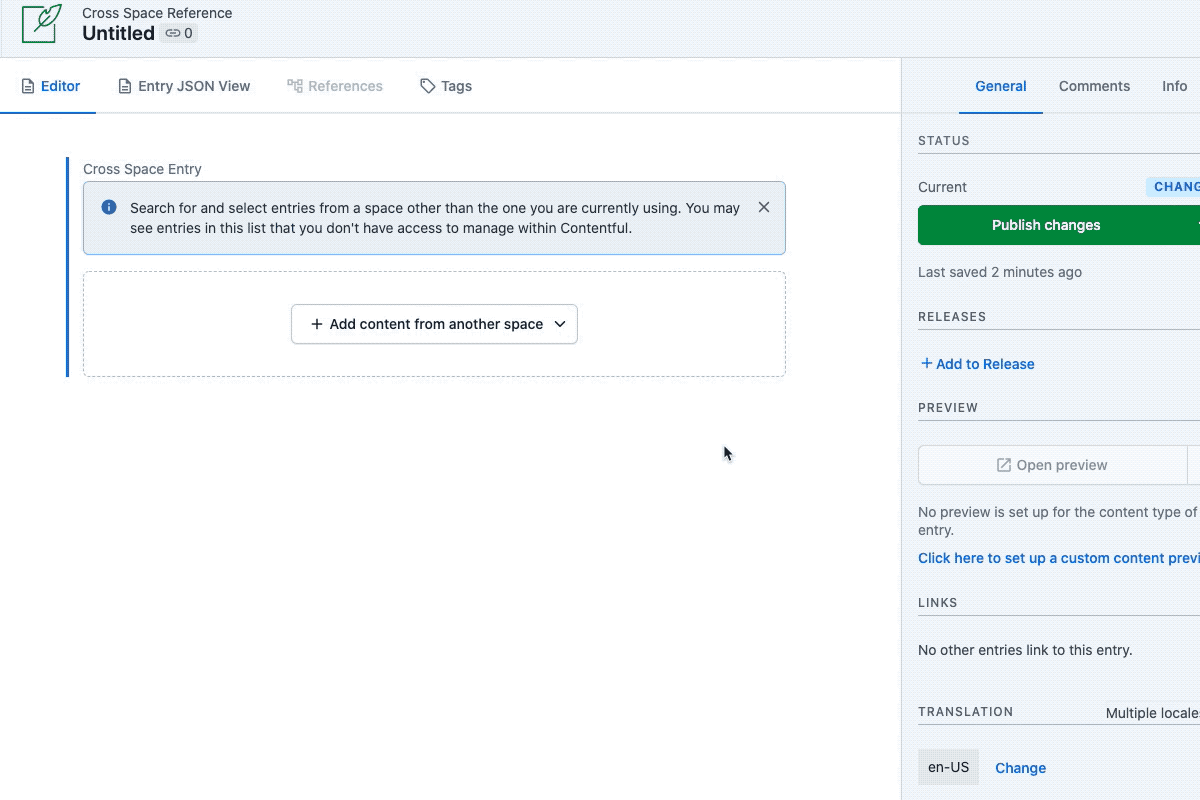 Cross Space Reference
Untitled 0
Editor Entry JSON View References Tags
General Comments Info
Cross Space Entry
Search for and select entries from a space other than the one you are currently using. You may
see entries in this list that you don't have access to manage within Contentful.
+ Add content from another space
STATUS
Current CHANG
Publish changes
Last saved 2 minutes ago
RELEASES
+ Add to Release
PREVIEW
Open preview
No preview is set up for the content type of
entry.
Click here to set up a custom content previ
LINKS
No other entries link to this entry.
TRANSLATION Multiple locales
en-US Change